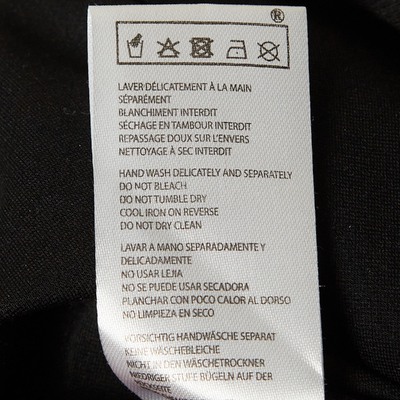 ®
LAVER DÉLICATEMENT À LA MAIN
SÉPARÉMENT
BLANCHIMENT INTERDIT
SÉCHAGE EN TAMBOUR INTERDIT
REPASSAGE DOUX SUR L'ENVERS
NETTOYAGE À SEC INTERDIT
HAND WASH DELICATELY AND SEPARATELY
DO NOT BLEACH
DO NOT TUMBLE DRY
COOL IRON ON REVERSE
DO NOT DRY CLEAN
LAVAR A MANO SEPARADAMENTE Y
DELICADAMENTE
NO USAR LEJIA
NO SE PUEDE USAR SECADORA
PLANCHAR CON POCO CALOR AL DORSO
NO LIMPIEZA EN SECO
VORSICHTIG HANDWÄSCHE SEPARAT
KEINE WÄSCHEBLEICHE
NICHT IN DEN WÄSCHETROCKNER
NIEDRIGER STUFE BÜGELN AUF DER
RÜCKSEITE